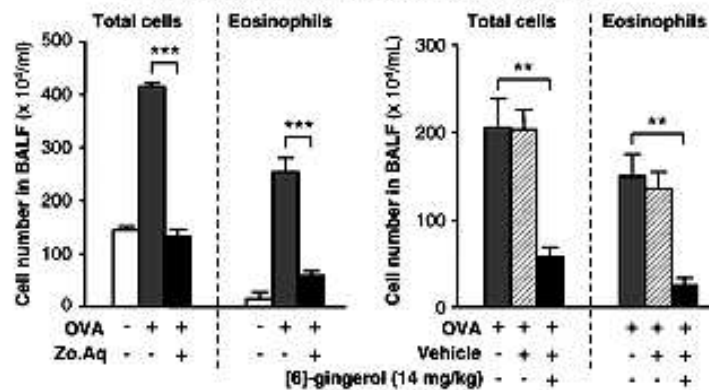 Total cells
Eosinophils
Cell number in BALF (x 10⁴/ml)
500
400
300
200
100
0
***
***
OVA - + + - + +
Zo.Aq - - + - - +
Total cells
Eosinophils
Cell number in BALF (x 10⁴/mL)
300
200
100
0
**
**
OVA + + + + + +
Vehicle - + - - + -
[6]-gingerol (14 mg/kg) - - + - - +